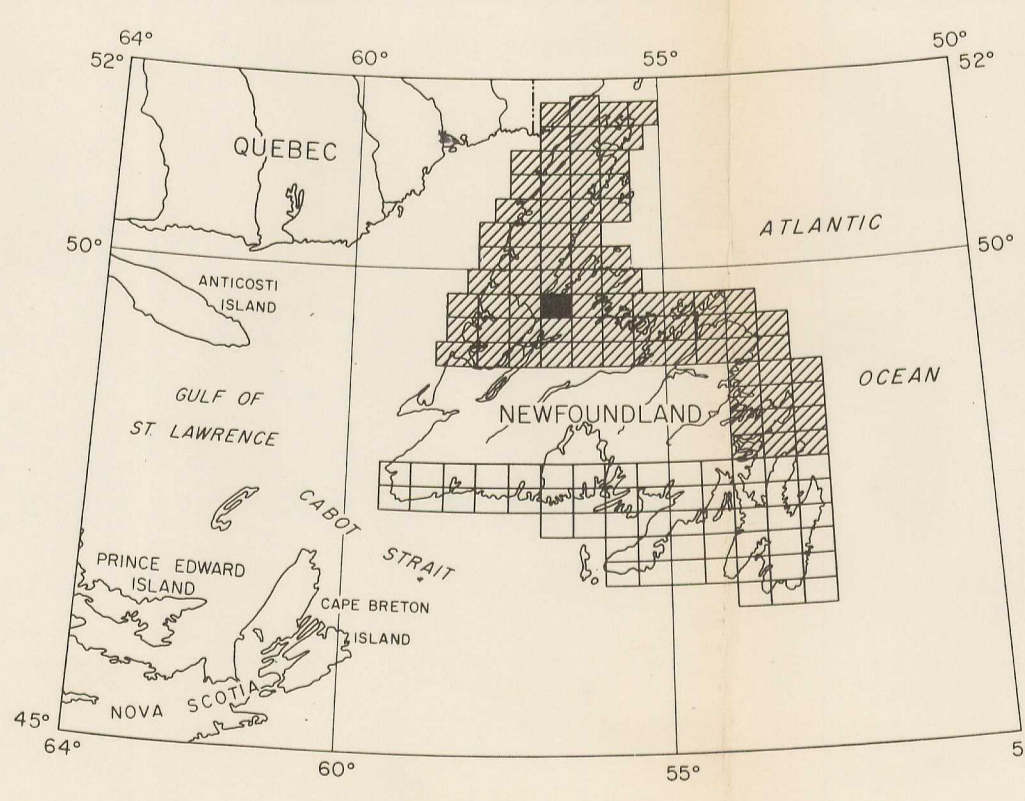 64°
60°
55°
50°
52°
52°
QUEBEC
ATLANTIC
50°
50°
ANTICOSTI
ISLAND
OCEAN
GULF OF
ST. LAWRENCE
NEWFOUNDLAND
CABOT STRAIT
PRINCE EDWARD
ISLAND
CAPE BRETON
ISLAND
NOVA SCOTIA
45°
64°
60°
55°
5